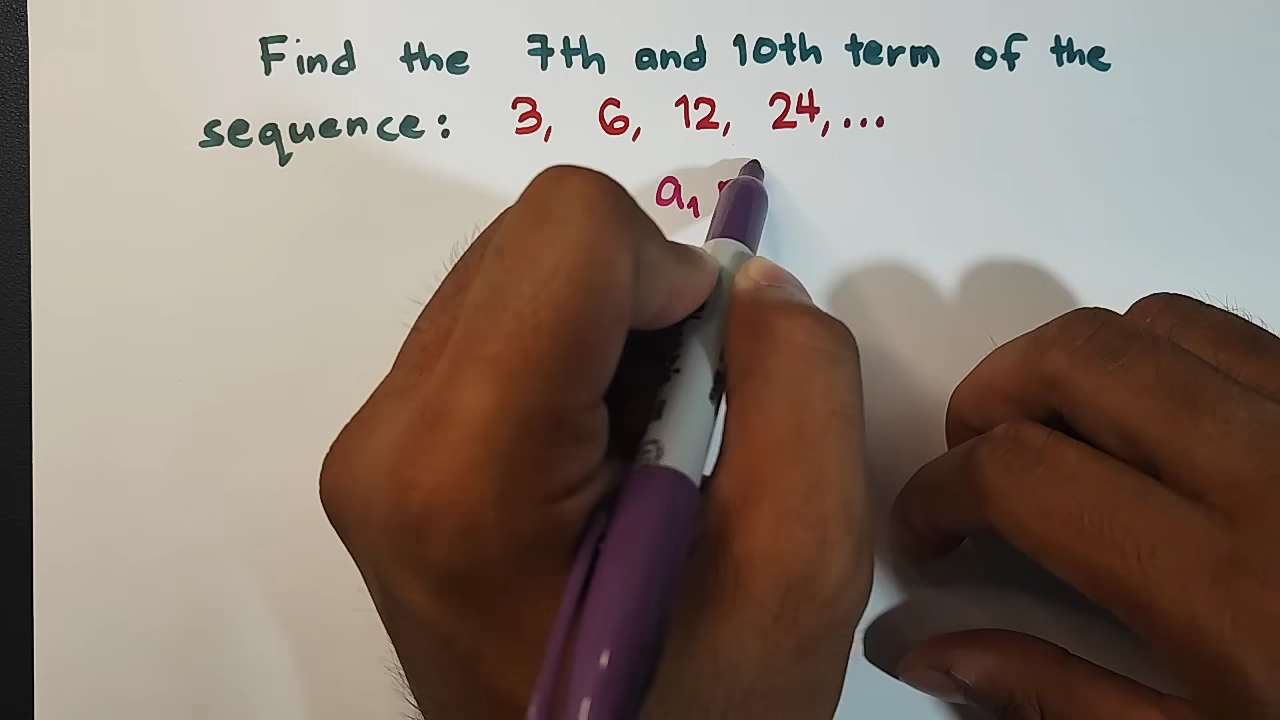 Find the 7th and 10th term of the
sequence: 3, 6, 12, 24,...
a₁